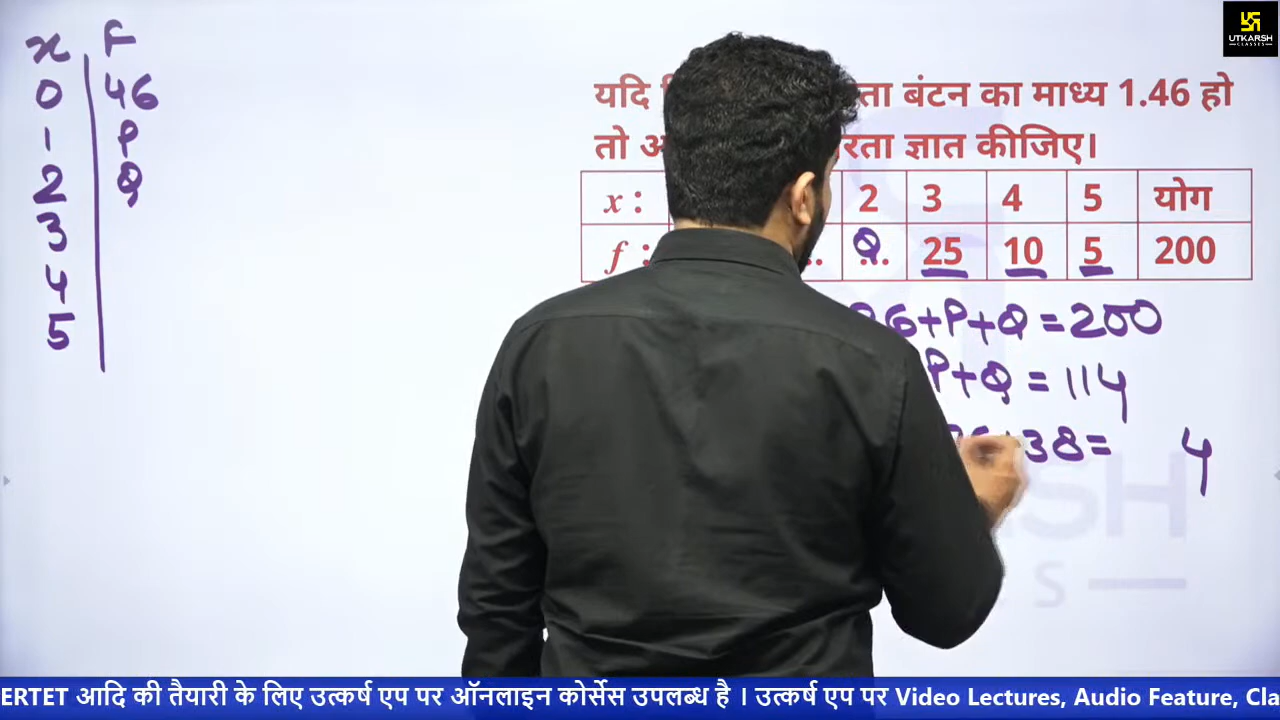 x F
0 46
1 P
2 Q
3
4
5
UTKARSH
CLASSES
यदि ता बंटन का माध्य 1.46 हो
तो रता ज्ञात कीजिए।
x : 2 3 4 5 योग
f : Q 25 10 5 200
6+P+Q=200
P+Q=114
38= 4
ERTET आदि की तैयारी के लिए उत्कर्ष एप पर ऑनलाइन कोर्सेस उपलब्ध है । उत्कर्ष एप पर Video Lectures, Audio Feature, Cla